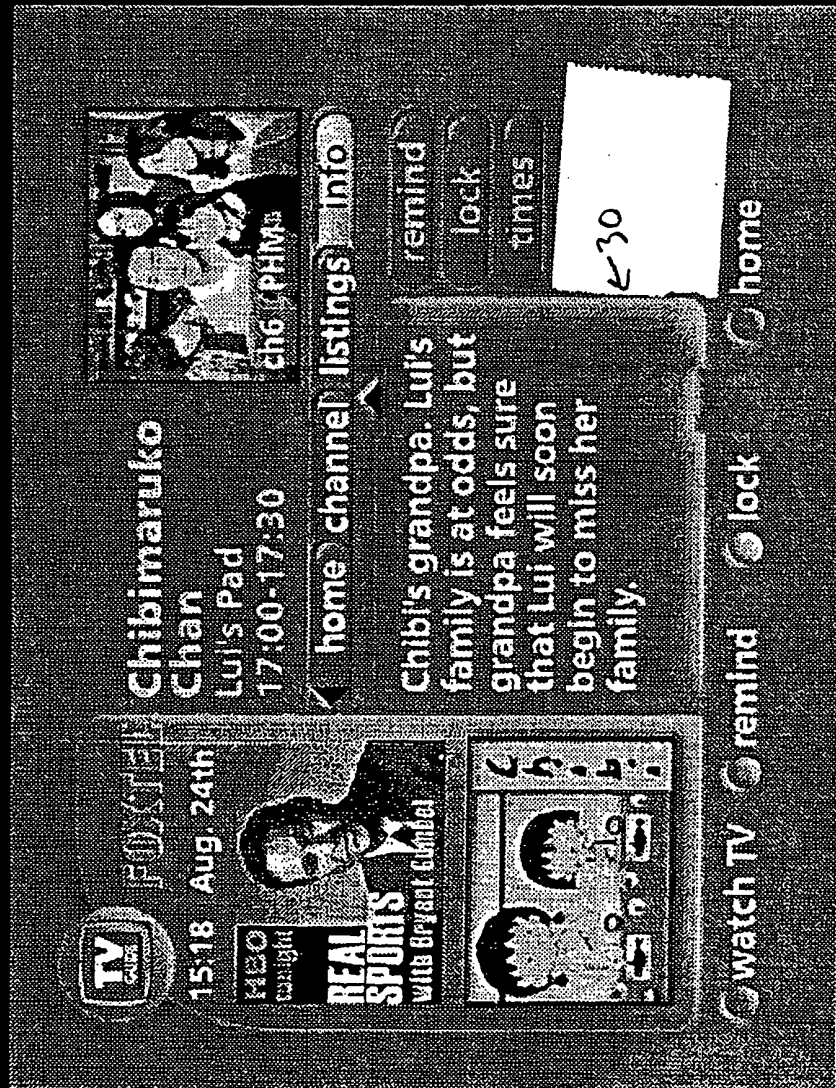 TV
GUIDE
FOXTEL
15:18 Aug. 24th
HBO
tonight
REAL
SPORTS
with Bryant Gumbel
Chibi
Chibimaruko
Chan
Lui's Pad
17:00-17:30
ch6
home channel listings info
Chibi's grandpa. Lui's
family is at odds, but
grandpa feels sure
that Lui will soon
begin to miss her
family.
remind
lock
times
←30
watch TV remind lock home